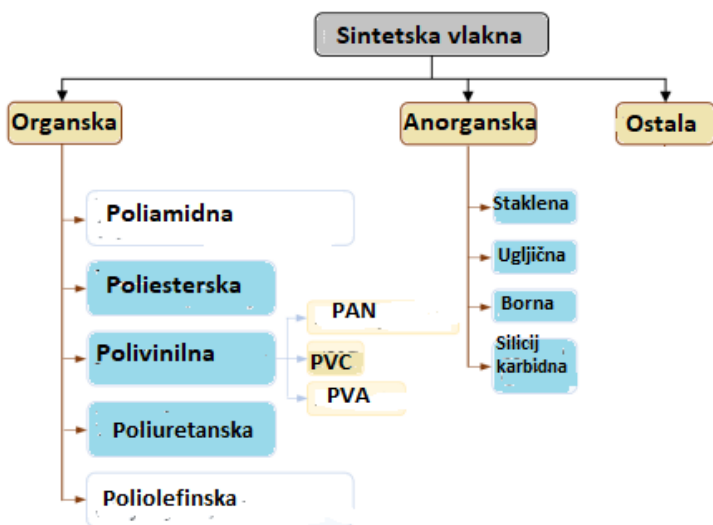 Sintetska vlakna
Organska
Anorganska
Ostala
Poliamidna
Poliesterska
Polivinilna
PAN
PVC
PVA
Poliuretanska
Poliolefinska
Staklena
Ugljična
Borna
Silicij
karbidna